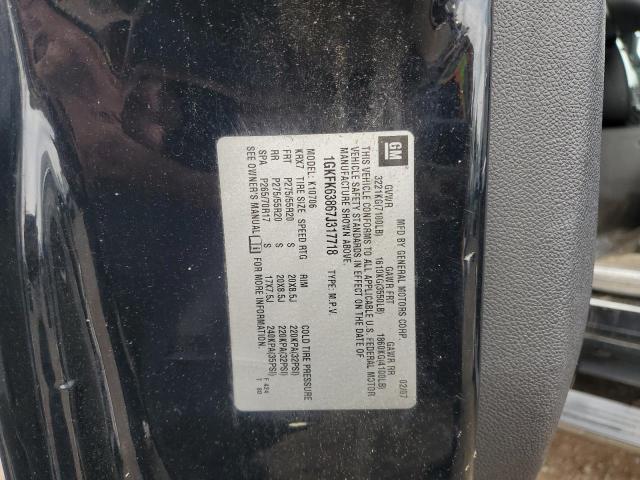 GM
MFD BY GENERAL MOTORS CORP. 02/07
GVWR GAWR FRT GAWR RR
3221KG(7100LB) 1610KG(3550LB) 1860KG(4100LB)
THIS VEHICLE CONFORMS TO ALL APPLICABLE U.S. FEDERAL MOTOR
VEHICLE SAFETY STANDARDS IN EFFECT ON THE DATE OF
MANUFACTURE SHOWN ABOVE.
1GKFK63867J317718 TYPE: M.P.V.
MODEL: K10706
KRX7 TIRE SIZE SPEED RTG RIM COLD TIRE PRESSURE
FRT P275/55R20 S 20X8.5J 220KPA(32PSI)
RR P275/55R20 S 20X8.5J 220KPA(32PSI)
SPA P265/70R17 S 17X7.5J 240KPA(35PSI)
SEE OWNER'S MANUAL FOR MORE INFORMATION. F 424
T 80